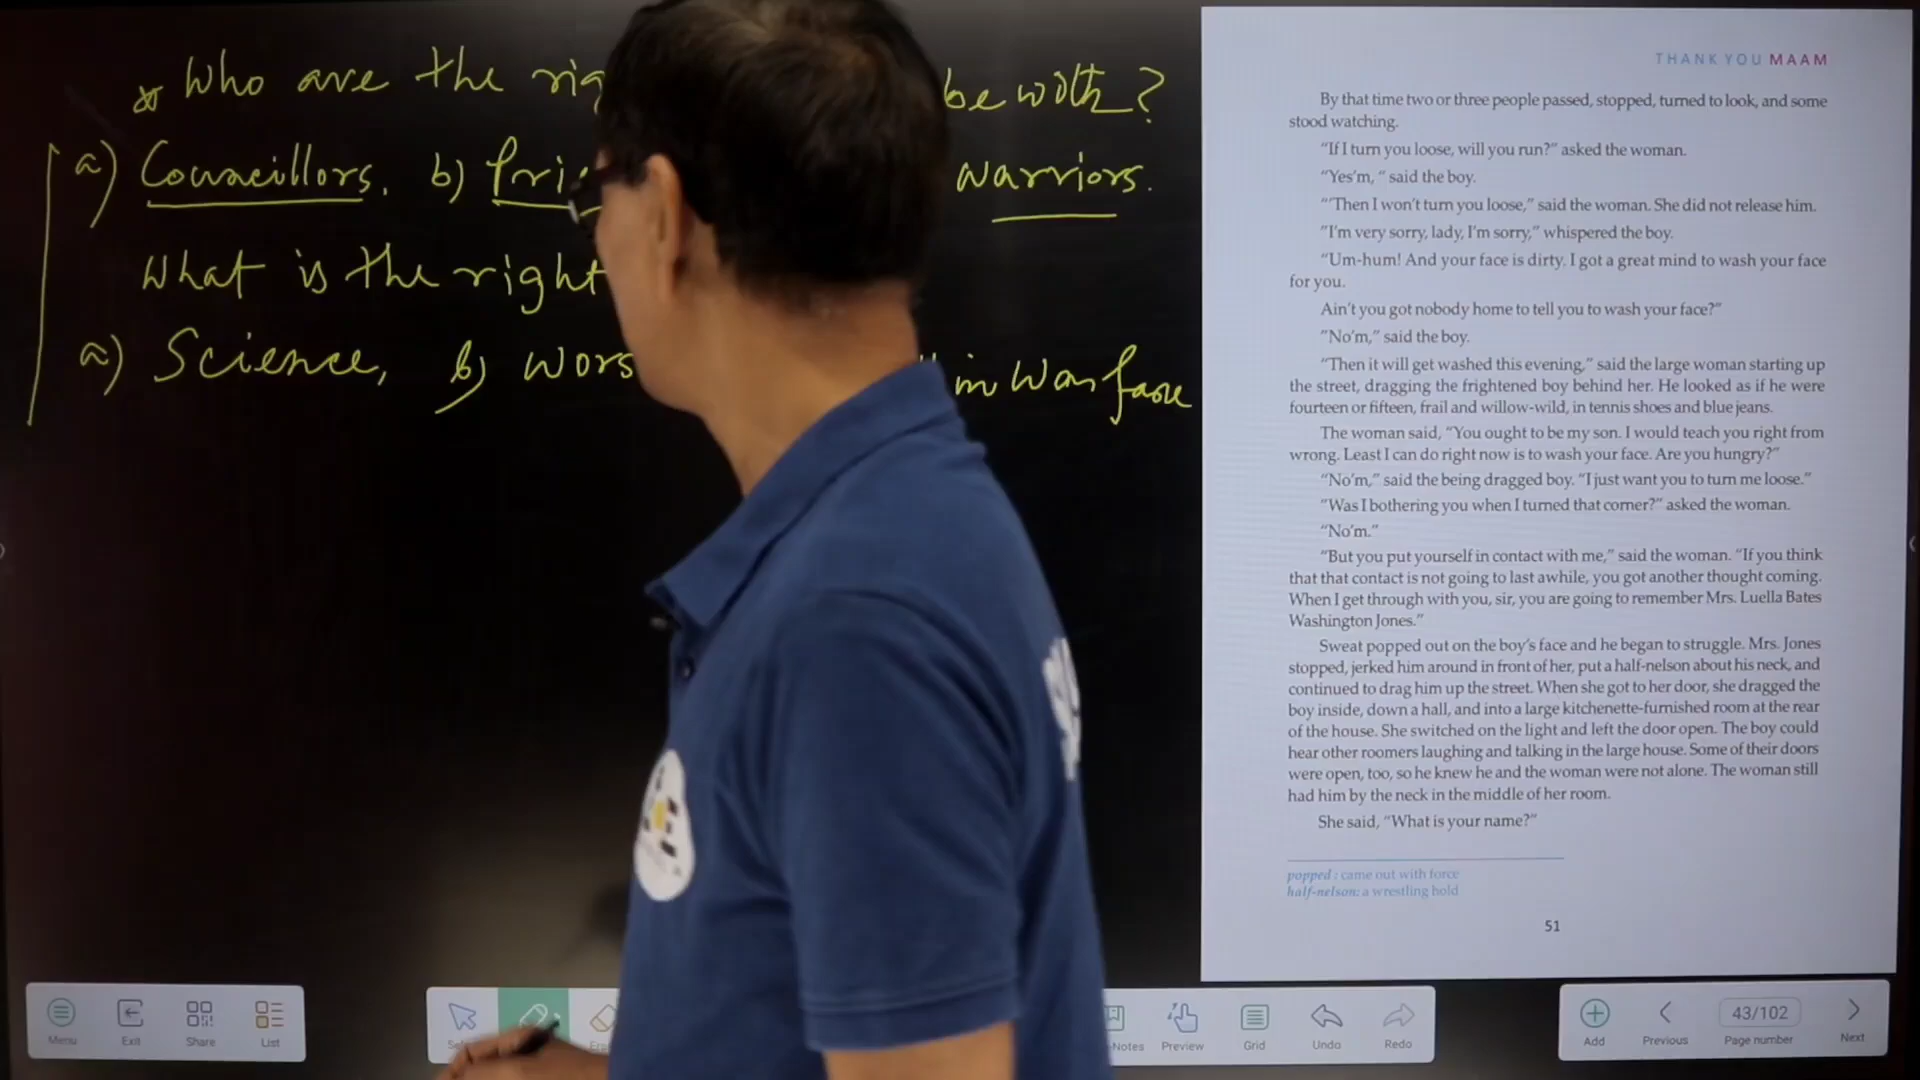 Who are the be with?
a) Councillors. b) warriors.
What is the right
a) Science, b) in Warfare
THANK YOU MAAM
By that time two or three people passed, stopped, turned to look, and some
stood watching.
“If I turn you loose, will you run?” asked the woman.
“Yes’m, “ said the boy.
“‘Then I won’t turn you loose,” said the woman. She did not release him.
“I’m very sorry, lady, I’m sorry,” whispered the boy.
“Um-hum! And your face is dirty. I got a great mind to wash your face
for you.
Ain’t you got nobody home to tell you to wash your face?”
“No’m,” said the boy.
“Then it will get washed this evening,” said the large woman starting up
the street, dragging the frightened boy behind her. He looked as if he were
fourteen or fifteen, frail and willow-wild, in tennis shoes and blue jeans.
The woman said, “You ought to be my son. I would teach you right from
wrong. Least I can do right now is to wash your face. Are you hungry?”
“No’m,” said the being dragged boy. “I just want you to turn me loose.”
“Was I bothering you when I turned that corner?” asked the woman.
“No’m.”
“But you put yourself in contact with me,” said the woman. “If you think
that that contact is not going to last awhile, you got another thought coming.
When I get through with you, sir, you are going to remember Mrs. Luella Bates
Washington Jones.”
Sweat popped out on the boy’s face and he began to struggle. Mrs. Jones
stopped, jerked him around in front of her, put a half-nelson about his neck, and
continued to drag him up the street. When she got to her door, she dragged the
boy inside, down a hall, and into a large kitchenette-furnished room at the rear
of the house. She switched on the light and left the door open. The boy could
hear other roomers laughing and talking in the large house. Some of their doors
were open, too, so he knew he and the woman were not alone. The woman still
had him by the neck in the middle of her room.
She said, “What is your name?”
popped : came out with force
half-nelson: a wrestling hold
51
Menu Exit Share List
-Notes Preview Grid Undo Redo
43/102
Add Previous Page number Next